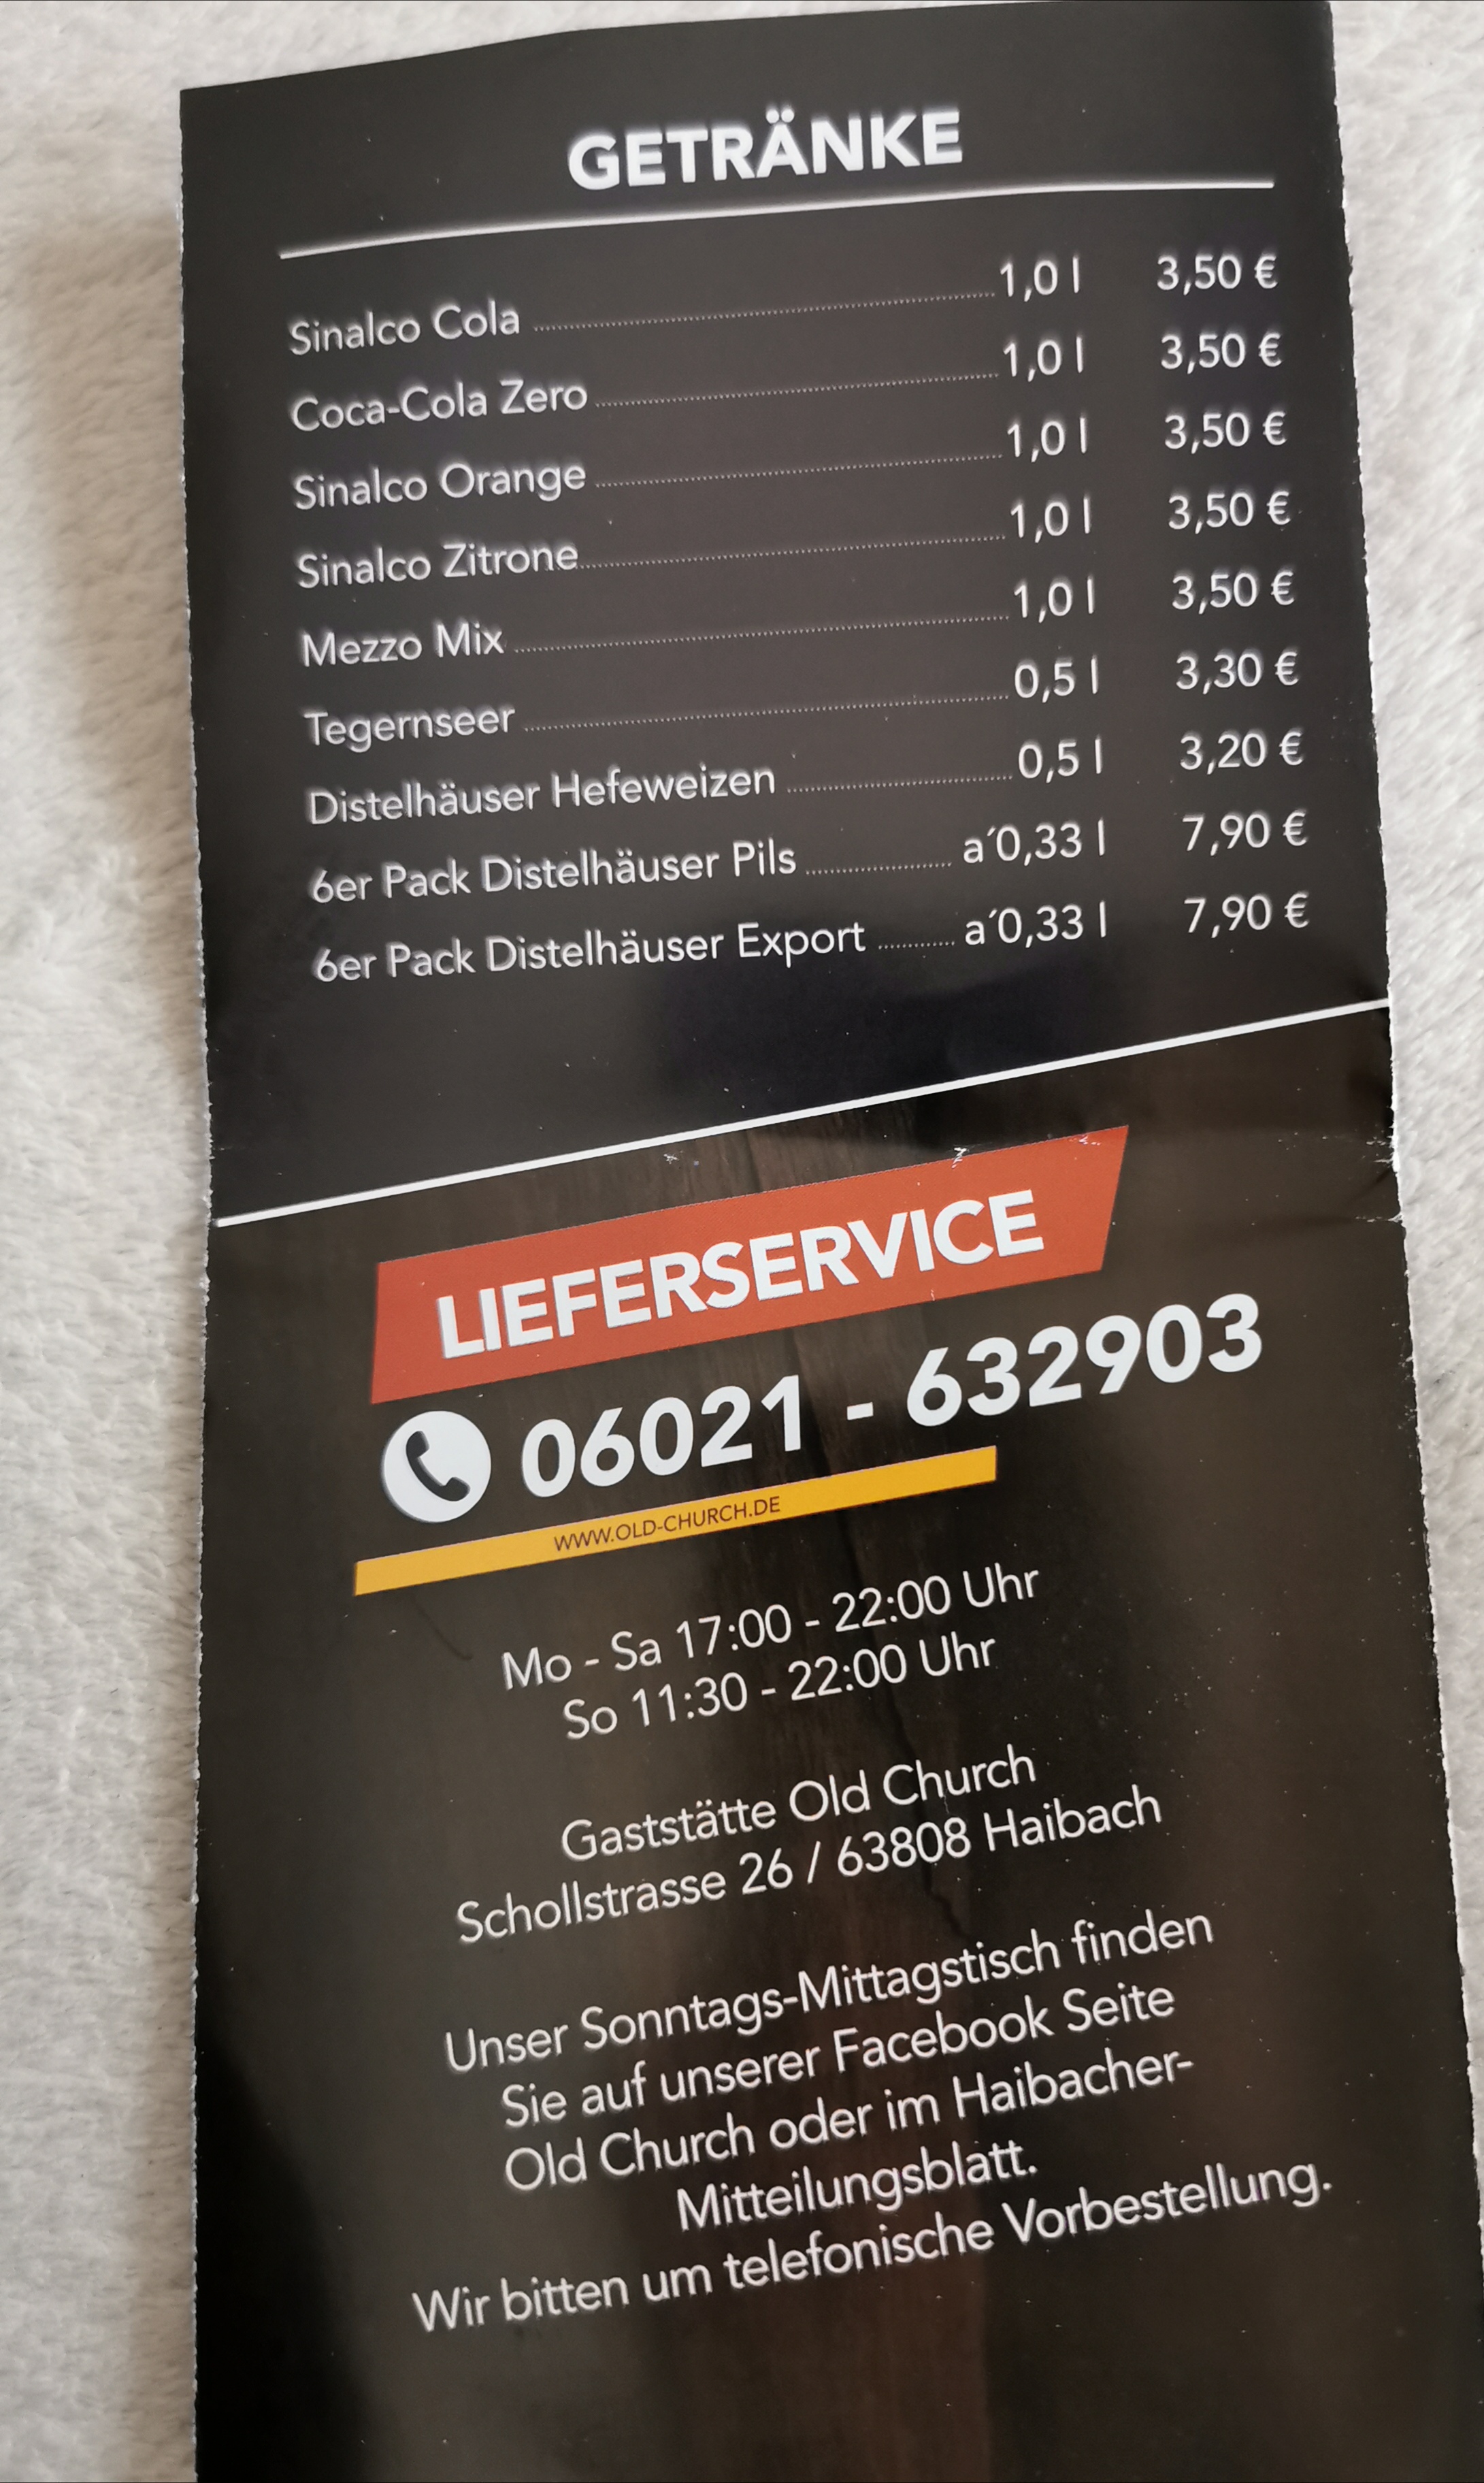 GETRÄNKE
Sinalco Cola 1,0 l 3,50 €
Coca-Cola Zero 1,0 l 3,50 €
Sinalco Orange 1,0 l 3,50 €
Sinalco Zitrone 1,0 l 3,50 €
Mezzo Mix 1,0 l 3,50 €
Tegernseer 0,5 l 3,30 €
Distelhäuser Hefeweizen 0,5 l 3,20 €
6er Pack Distelhäuser Pils a´0,33 l 7,90 €
6er Pack Distelhäuser Export a´0,33 l 7,90 €
LIEFERSERVICE
06021 - 632903
WWW.OLD-CHURCH.DE
Mo - Sa 17:00 - 22:00 Uhr
So 11:30 - 22:00 Uhr
Gaststätte Old Church
Schollstrasse 26 / 63808 Haibach
Unser Sonntags-Mittagstisch finden
Sie auf unserer Facebook Seite
Old Church oder im Haibacher-
Mitteilungsblatt.
Wir bitten um telefonische Vorbestellung.